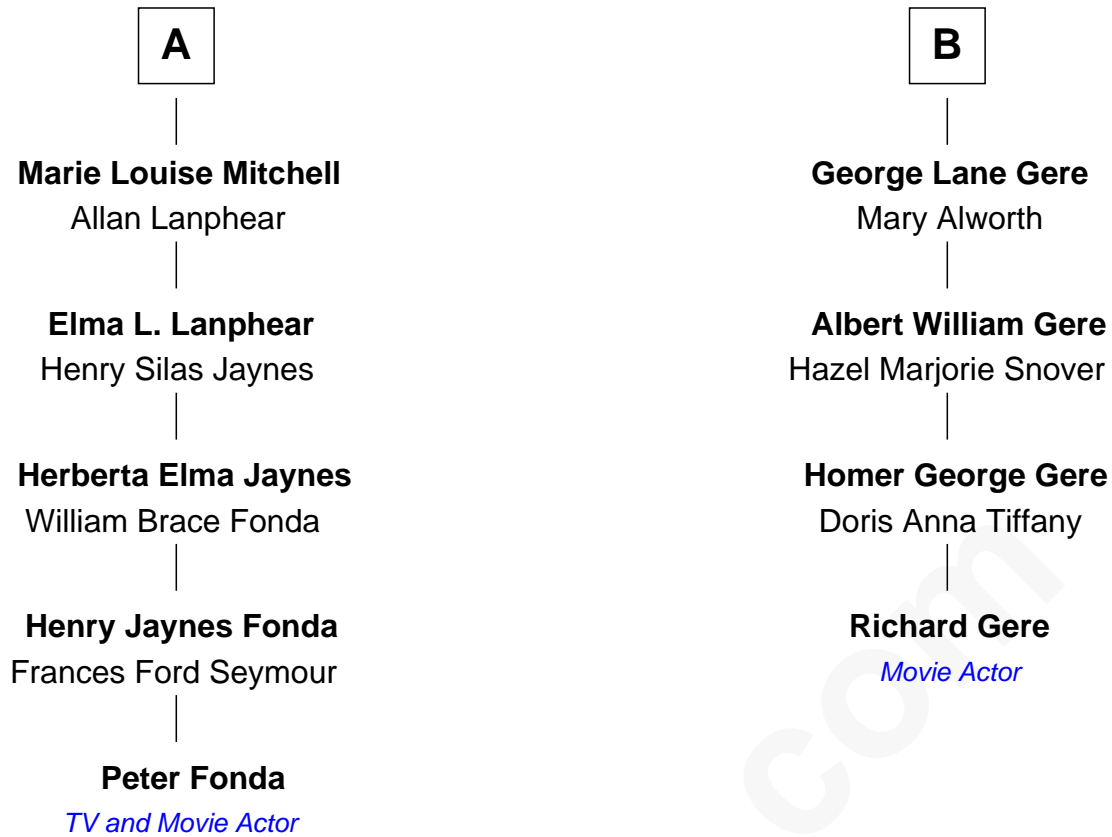 A
Marie Louise Mitchell
Allan Lanphear
Elma L. Lanphear
Henry Silas Jaynes
Herberta Elma Jaynes
William Brace Fonda
Henry Jaynes Fonda
Frances Ford Seymour
Peter Fonda
TV and Movie Actor
B
George Lane Gere
Mary Alworth
Albert William Gere
Hazel Marjorie Snover
Homer George Gere
Doris Anna Tiffany
Richard Gere
Movie Actor
com